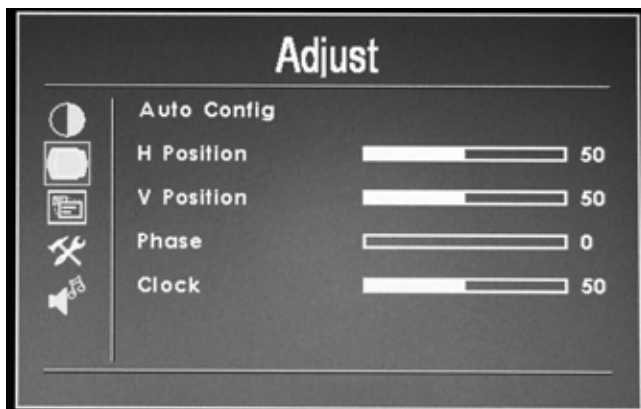 Adjust
Auto Config
H Position 50
V Position 50
Phase 0
Clock 50